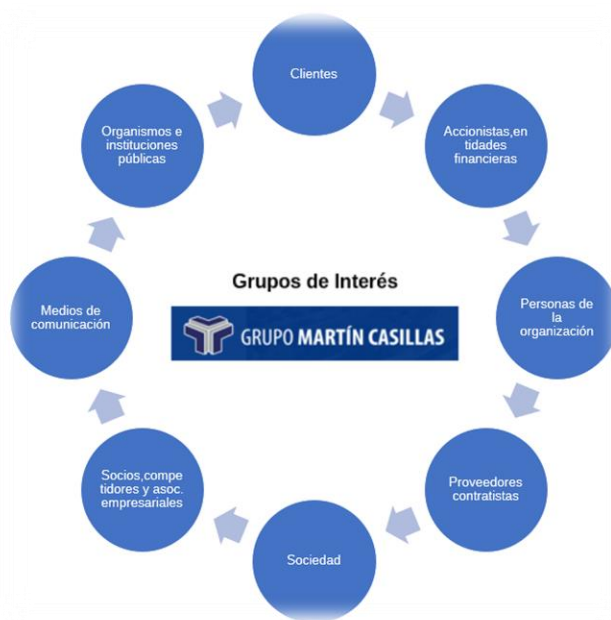 Clientes
Accionistas,en
tidades
financieras
Personas de
la
organización
Proveedores
contratistas
Sociedad
Socios,compe
tidores y asoc.
empresariales
Medios de
comunicación
Organismos e
instituciones
públicas
Grupos de Interés
GRUPO MARTÍN CASILLAS